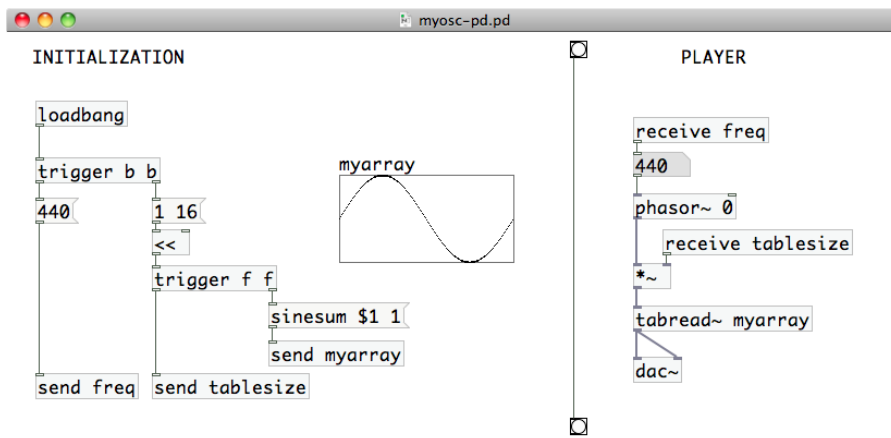 myosc-pd.pd
INITIALIZATION
loadbang
trigger b b
440
1 16
<<
trigger f f
sinesum $1 1
send myarray
send freq
send tablesize
myarray
PLAYER
receive freq
440
phasor~ 0
receive tablesize
*~
tabread~ myarray
dac~